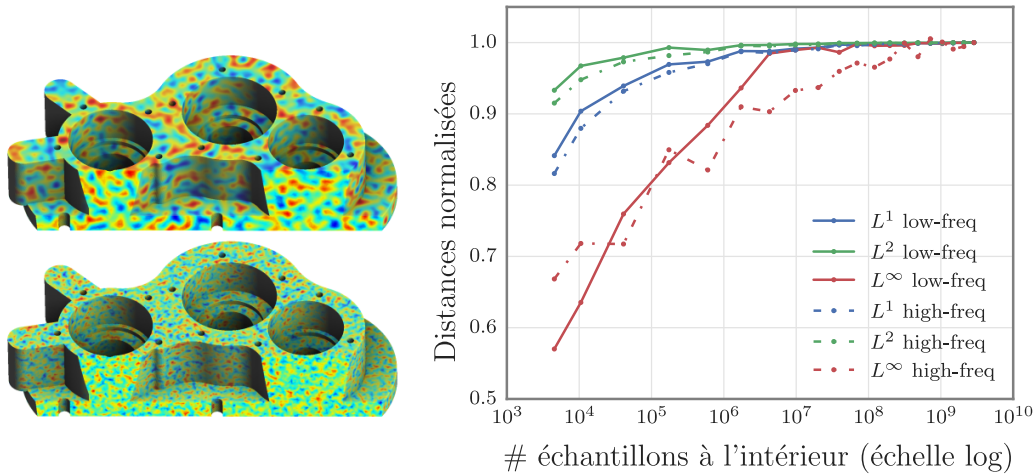 Distances normalisées
1.0
0.9
0.8
0.7
0.6
0.5
L¹ low-freq
L² low-freq
L∞ low-freq
L¹ high-freq
L² high-freq
L∞ high-freq
10³ 10⁴ 10⁵ 10⁶ 10⁷ 10⁸ 10⁹ 10¹⁰
# échantillons à l'intérieur (échelle log)